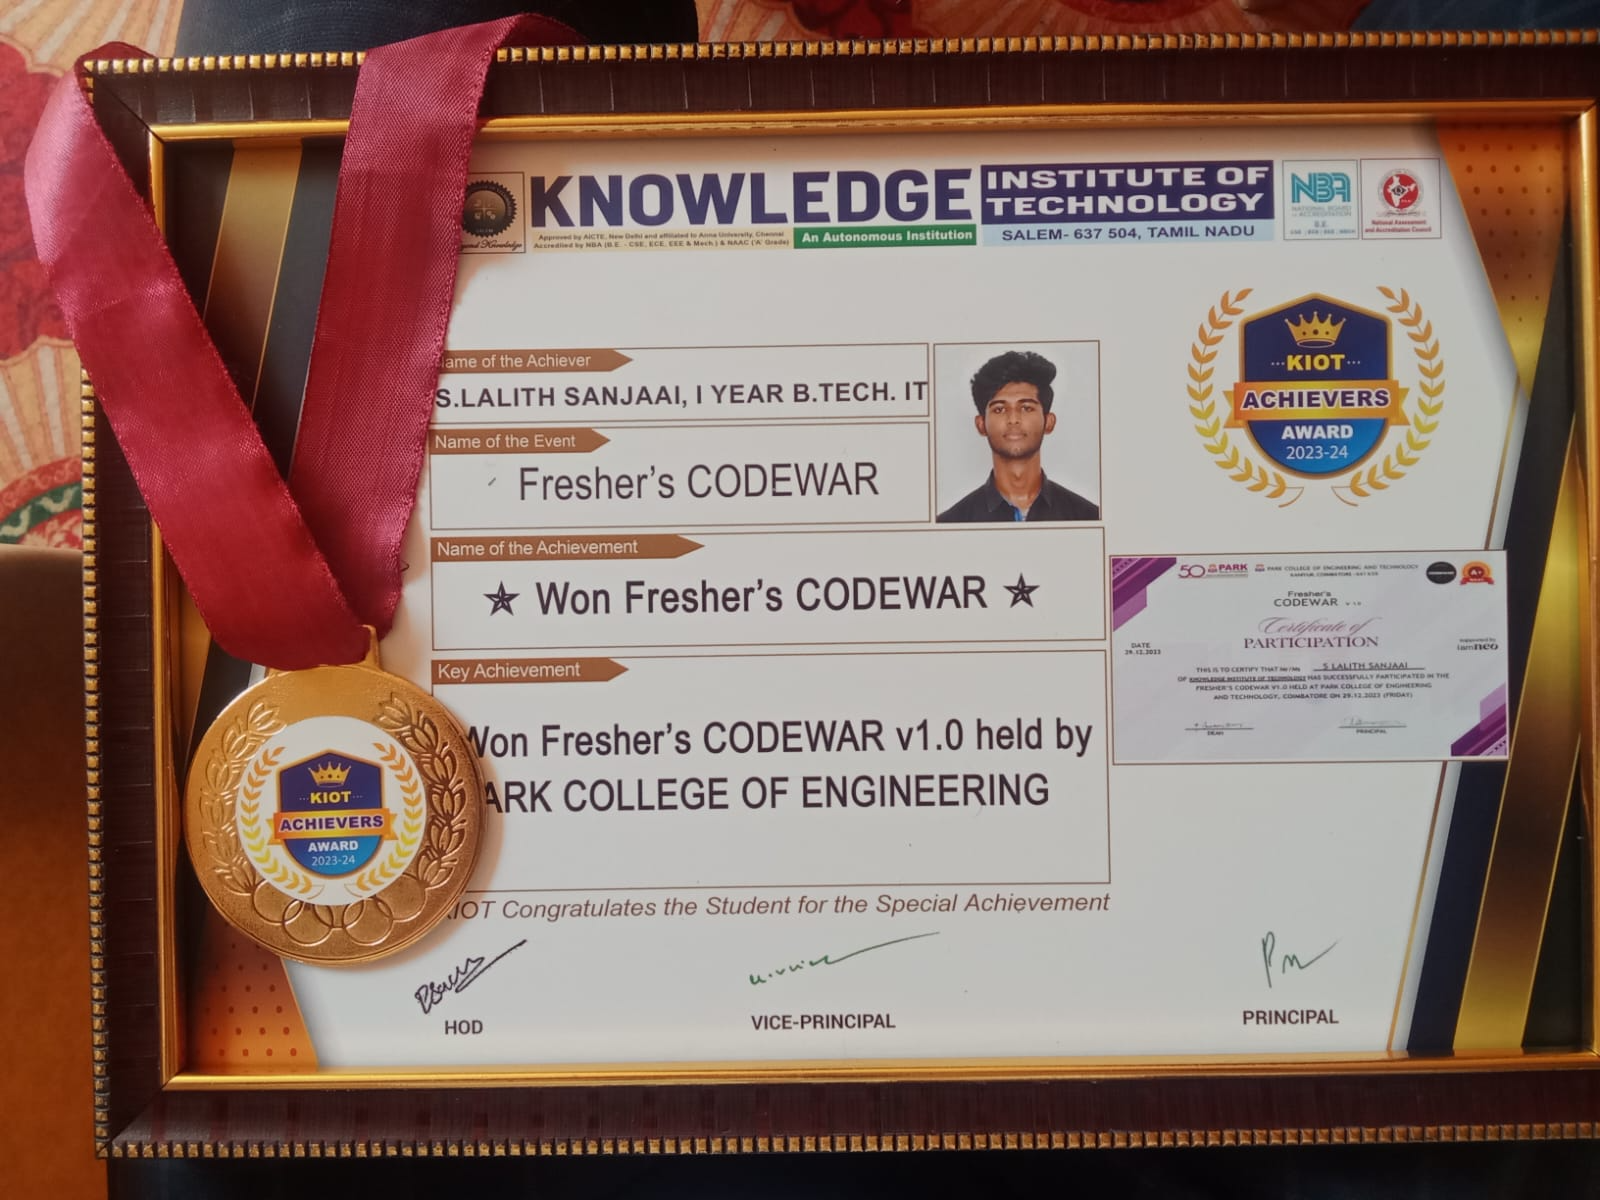 KNOWLEDGE
INSTITUTE OF
TECHNOLOGY
Approved by AICTE, New Delhi and affiliated to Anna University, Chennai
Accredited by NBA (B.E. - CSE, ECE, EEE & Mech.) & NAAC ('A' Grade)
An Autonomous Institution
SALEM- 637 504, TAMIL NADU
NBA
NATIONAL BOARD
of ACCREDITATION
B.E
National Assessment
and Accreditation Council
ame of the Achiever
S.LALITH SANJAAI, I YEAR B.TECH. IT
Name of the Event
Fresher's CODEWAR
Name of the Achievement
★ Won Fresher's CODEWAR ★
Key Achievement
Won Fresher's CODEWAR v1.0 held by
ARK COLLEGE OF ENGINEERING
IOT Congratulates the Student for the Special Achievement
HOD
VICE-PRINCIPAL
PRINCIPAL
···KIOT···
ACHIEVERS
AWARD
2023-24
50 PARK
PARK COLLEGE OF ENGINEERING AND TECHNOLOGY
KANIYUR, COIMBATORE - 641 659
A+
Fresher's
CODEWAR V 1.0
Certificate of
PARTICIPATION
DATE
29.12.2023
supported by
iamneo
THIS IS TO CERTIFY THAT Mr/Ms S LALITH SANJAAI
OF KNOWLEDGE INSTITUTE OF TECHNOLOGY HAS SUCCESSFULLY PARTICIPATED IN THE
FRESHER'S CODEWAR V1.0 HELD AT PARK COLLEGE OF ENGINEERING
AND TECHNOLOGY, COIMBATORE ON 29.12.2023 (FRIDAY)
DEAN
PRINCIPAL
···KIOT···
ACHIEVERS
AWARD
2023-24